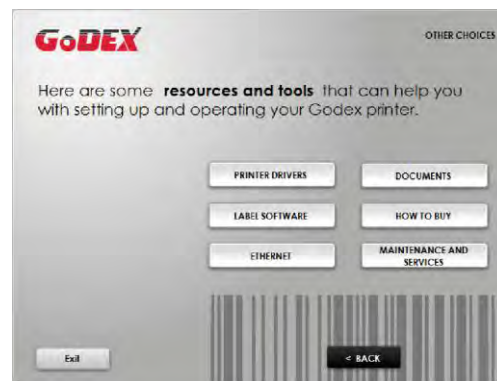 GoDEX
OTHER CHOICES
Here are some resources and tools that can help you
with setting up and operating your Godex printer.
PRINTER DRIVERS
DOCUMENTS
LABEL SOFTWARE
HOW TO BUY
ETHERNET
MAINTENANCE AND
SERVICES
Exit
< BACK